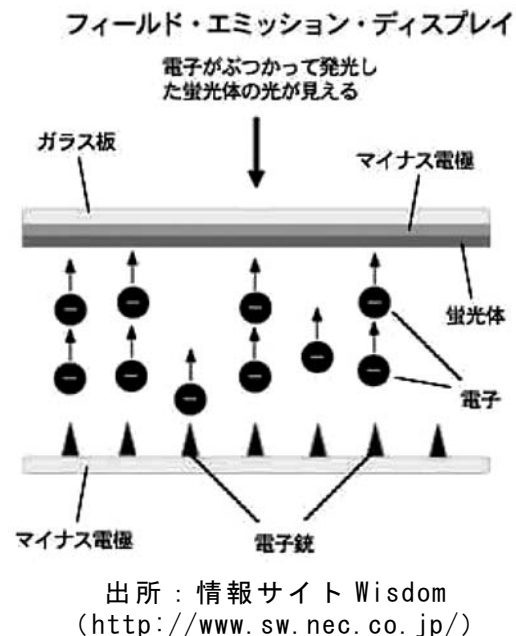 フィールド・エミッション・ディスプレイ
電子がぶつかって発光し
た蛍光体の光が見える
ガラス板
マイナス電極
蛍光体
電子
マイナス電極
電子銃
出所：情報サイト Wisdom
(http://www.sw.nec.co.jp/)